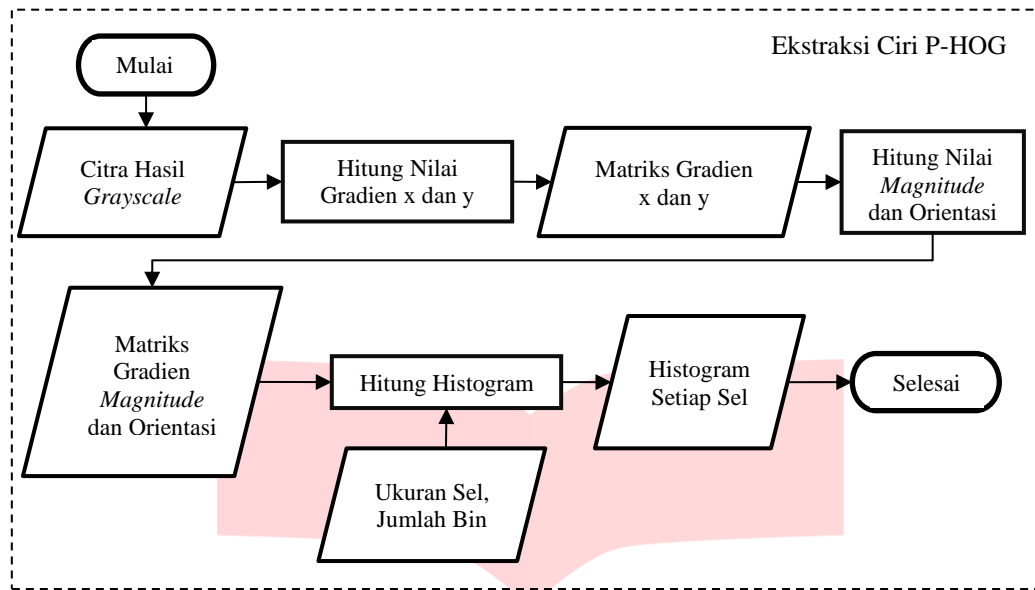 Ekstraksi Ciri P-HOG
Mulai
Citra Hasil
Grayscale
Hitung Nilai
Gradien x dan y
Matriks Gradien
x dan y
Hitung Nilai
Magnitude
dan Orientasi
Matriks
Gradien
Magnitude
dan Orientasi
Hitung Histogram
Ukuran Sel,
Jumlah Bin
Histogram
Setiap Sel
Selesai